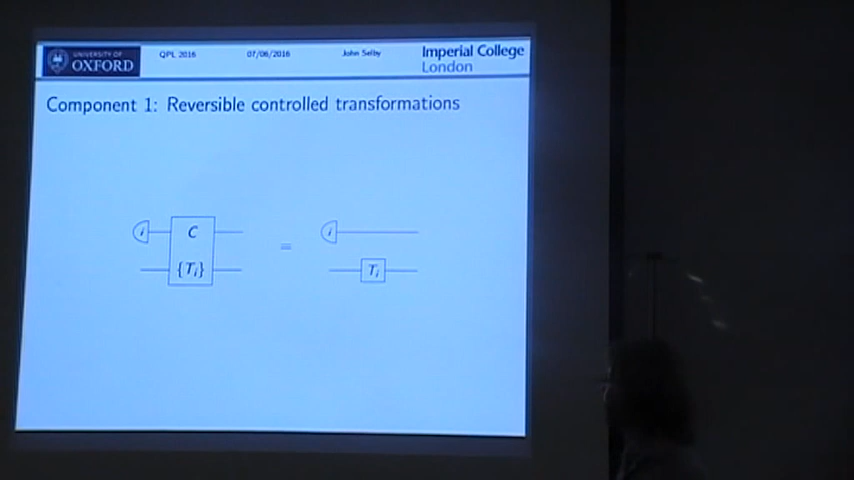 UNIVERSITY OF
OXFORD
QPL 2016
07/06/2016
John Selby
Imperial College
London
Component 1: Reversible controlled transformations
i
C
{Ti}
=
i
Ti